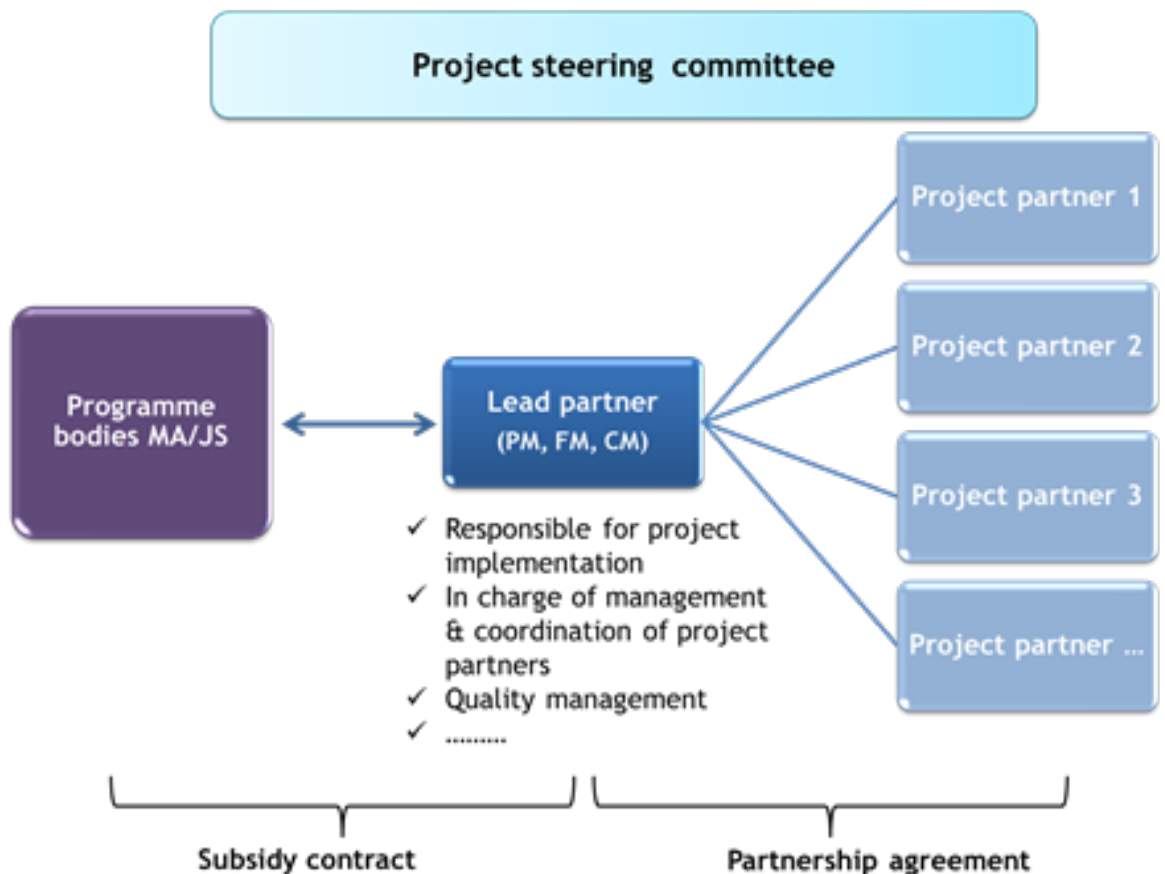 Project steering committee
Project partner 1
Project partner 2
Project partner 3
Project partner ...
Programme
bodies MA/JS
Lead partner
(PM, FM, CM)
✓ Responsible for project
implementation
✓ In charge of management
& coordination of project
partners
✓ Quality management
✓ .........
Subsidy contract
Partnership agreement